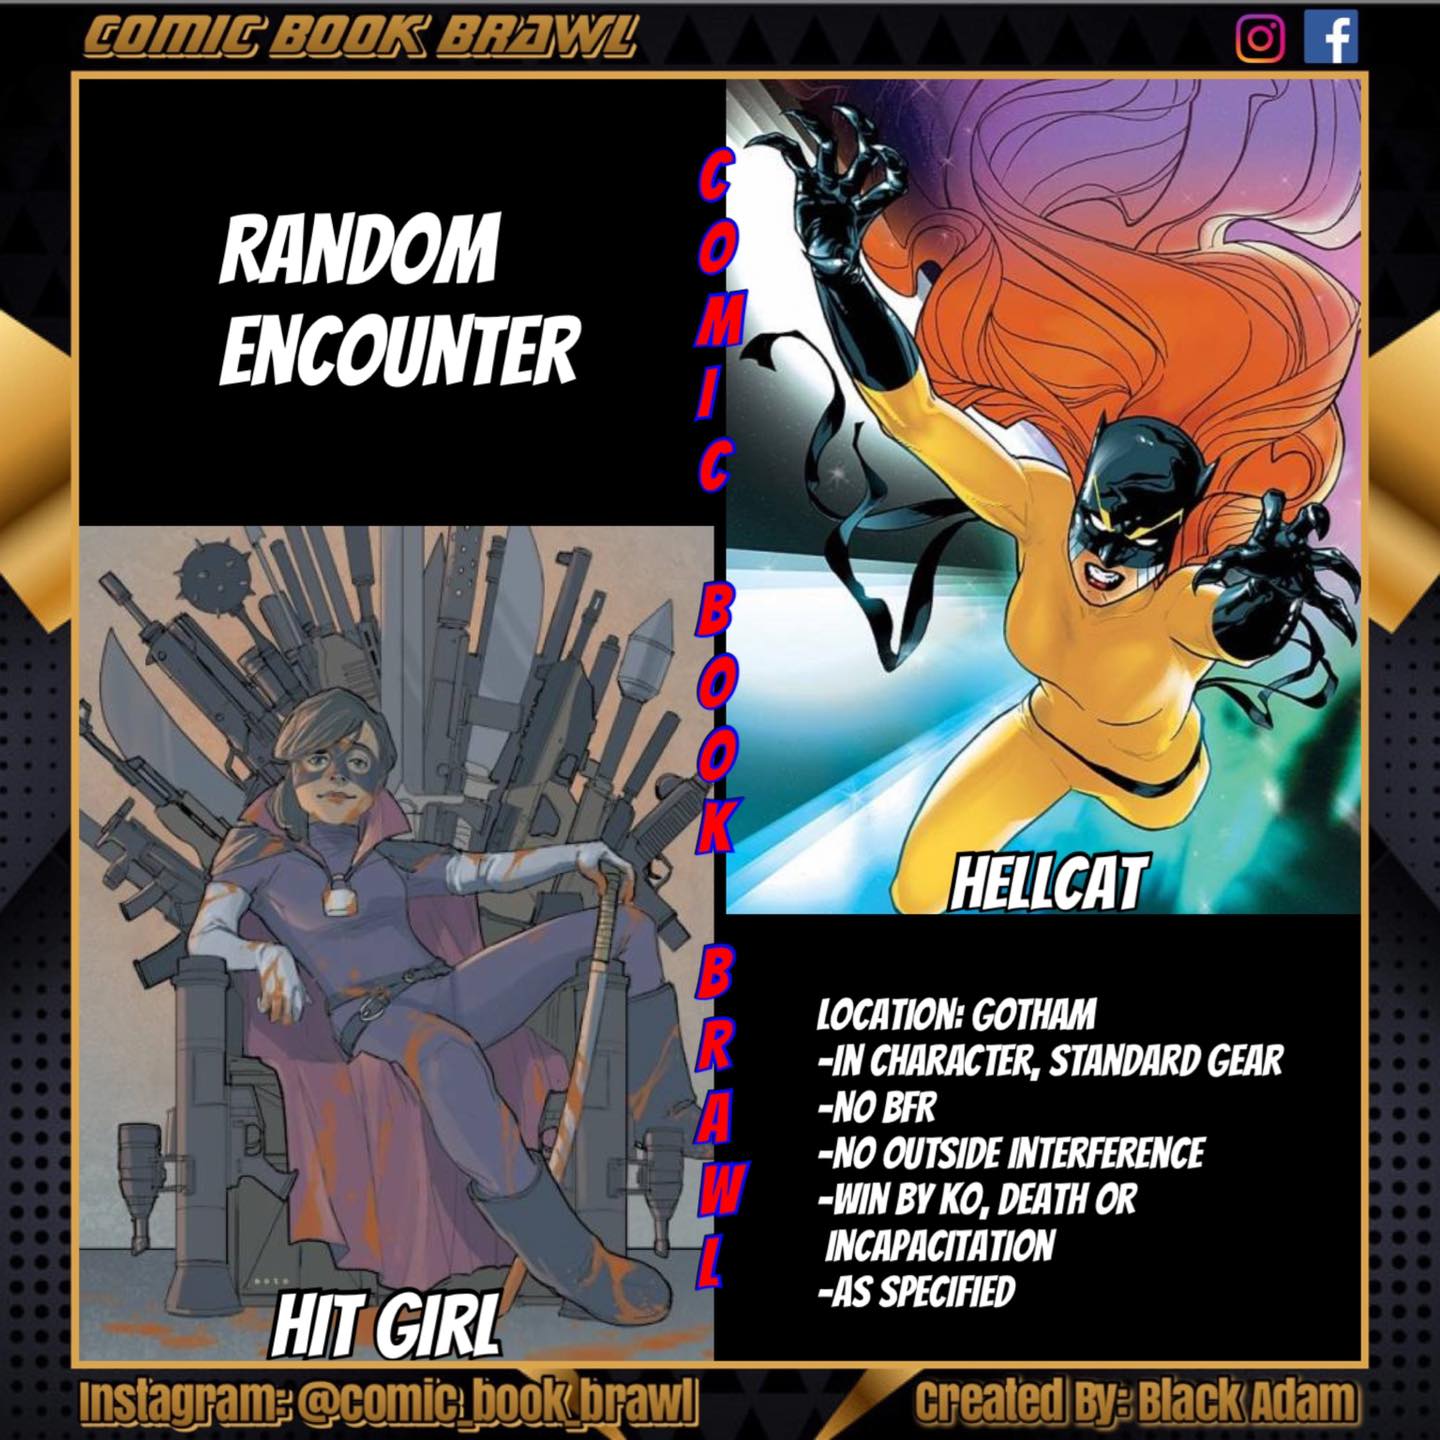 COMIC BOOK BRAWL
RANDOM
ENCOUNTER
COMIC BOOK BRAWL
HELLCAT
noto
HIT GIRL
LOCATION: GOTHAM
-IN CHARACTER, STANDARD GEAR
-NO BFR
-NO OUTSIDE INTERFERENCE
-WIN BY KO, DEATH OR
INCAPACITATION
-AS SPECIFIED
Instagram: @comic_book_brawl
Created By: Black Adam